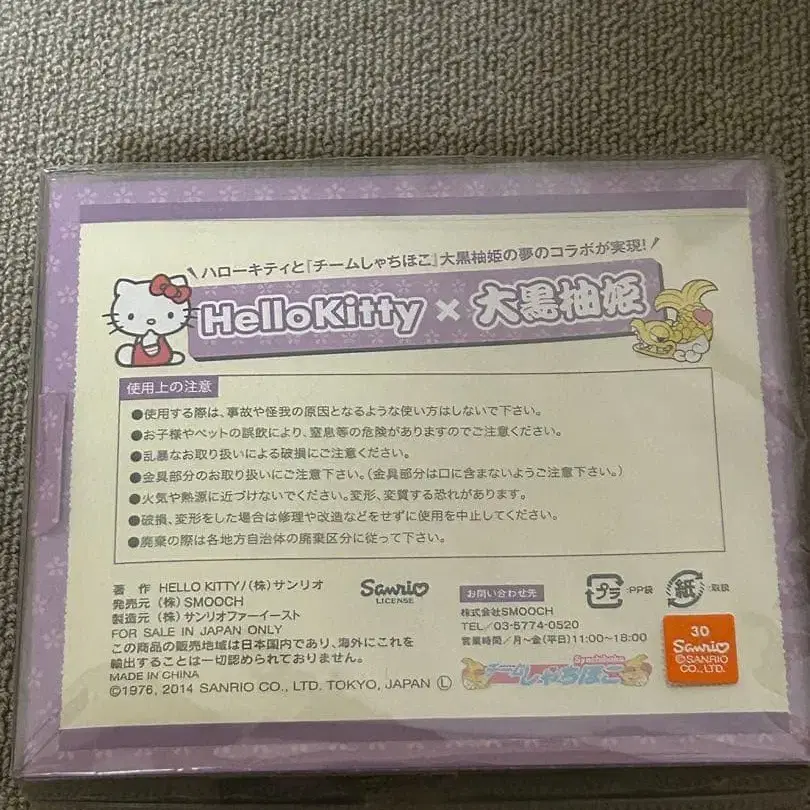 ハローキティと『チームしゃちほこ』大黒柚姫の夢のコラボが実現!
HelloKitty × 大黒柚姫
使用上の注意
●使用する際は、事故や怪我の原因となるような使い方はしないで下さい。
●お子様やペットの誤飲により、窒息等の危険がありますのでご注意ください。
●乱暴なお取り扱いによる破損にご注意ください。
●金具部分のお取り扱いにご注意下さい。(金具部分は口に含まないようご注意下さい。)
●火気や熱源に近づけないでください。変形、変質する恐れがあります。
●破損、変形をした場合は修理や改造などをせずに使用を中止してください。
●廃棄の際は各地方自治体の廃棄区分に従って下さい。
著 作 HELLO KITTY/(株)サンリオ
発売元 (株)SMOOCH
製造元 (株)サンリオファーイースト
FOR SALE IN JAPAN ONLY
この商品の販売地域は日本国内であり、海外にこれを
輸出することは一切認められておりません。
MADE IN CHINA
©1976, 2014 SANRIO CO., LTD. TOKYO, JAPAN Ⓛ
Sanrio
LICENSE
お問い合わせ先
株式会社SMOOCH
TEL/03-5774-0520
営業時間/月~金(平日)11:00~18:00
プラ :PP袋
紙 :取説
Syachihoko
チームしゃちほこ
30
Sanrio
©SANRIO
CO., LTD.